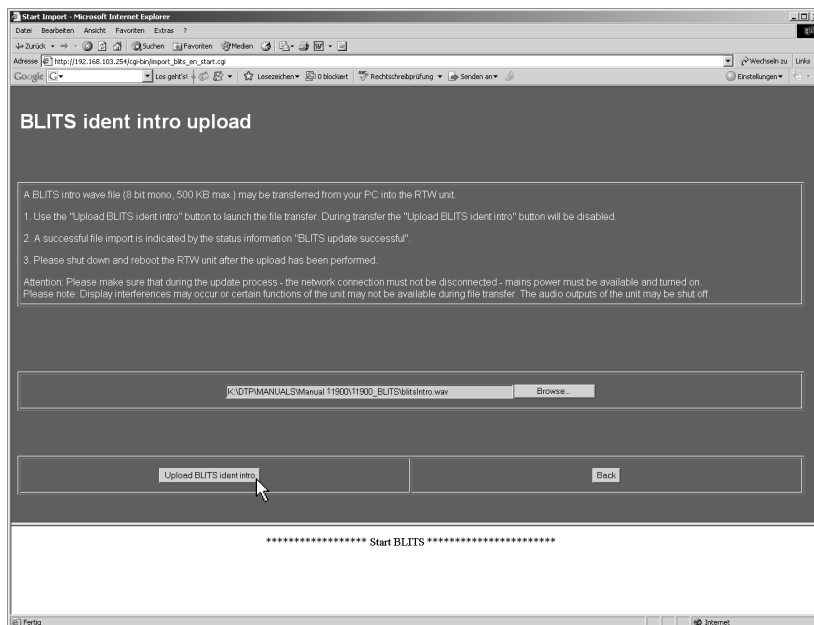 Start Import - Microsoft Internet Explorer
Datei Bearbeiten Ansicht Favoriten Extras ?
Zurück Suchen Favoriten Medien
Adresse http://192.168.103.254/cgi-bin/import_blits_en_start.cgi Wechseln zu Links
Google G Los geht's! Lesezeichen 0 blockiert Rechtschreibprüfung Senden an Einstellungen
BLITS ident intro upload
A BLITS intro wave file (8 bit mono, 500 KB max.) may be transferred from your PC into the RTW unit.
1. Use the "Upload BLITS ident intro" button to launch the file transfer. During transfer the "Upload BLITS ident intro" button will be disabled.
2. A successful file import is indicated by the status information "BLITS update successful".
3. Please shut down and reboot the RTW unit after the upload has been performed.
Attention: Please make sure that during the update process - the network connection must not be disconnected - mains power must be available and turned on.
Please note: Display interferences may occur or certain functions of the unit may not be available during file transfer. The audio outputs of the unit may be shut off.
K:\DTP\MANUALS\Manual 11900\11900_BLITS\blitsIntro.wav Browse...
Upload BLITS ident intro Back
****************** Start BLITS ***********************
Fertig Internet